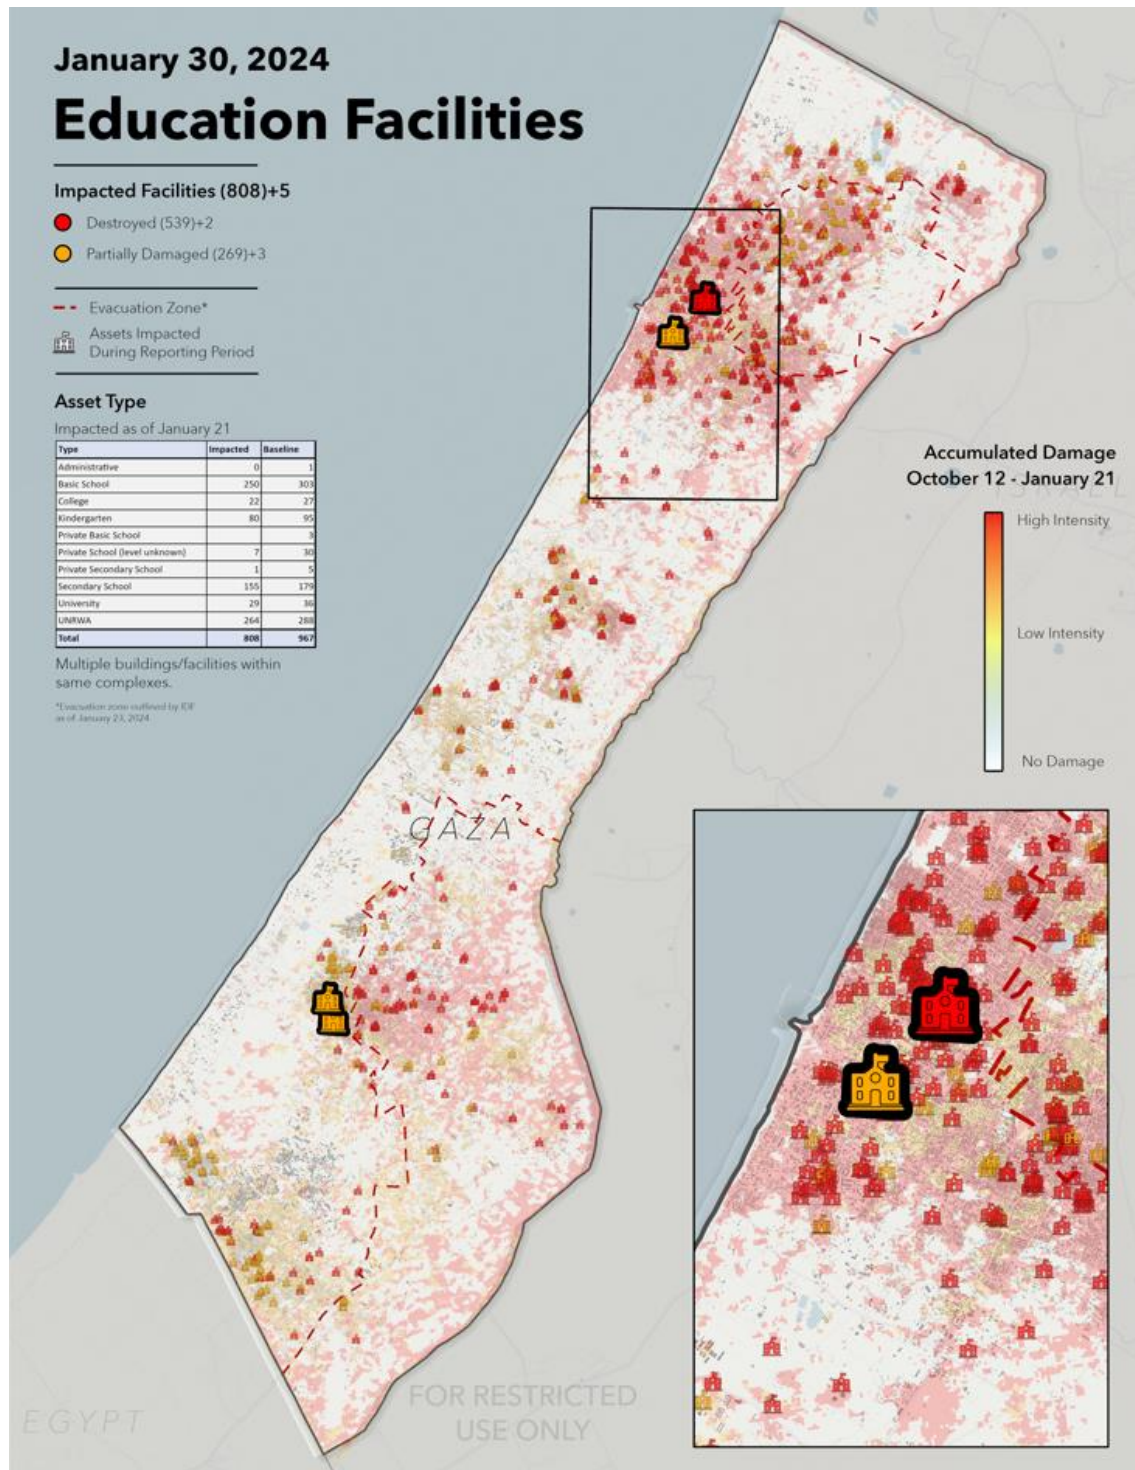 January 30, 2024
Education Facilities
Impacted Facilities (808)+5
Destroyed (539)+2
Partially Damaged (269)+3
Evacuation Zone*
Assets Impacted
During Reporting Period
Asset Type
Impacted as of January 21
Type Impacted Baseline
Administrative 0 1
Basic School 250 303
College 22 27
Kindergarten 80 95
Private Basic School 3
Private School (level unknown) 7 30
Private Secondary School 1 5
Secondary School 155 179
University 29 36
UNRWA 264 288
Total 808 967
Multiple buildings/facilities within
same complexes.
*Evacuation zone outlined by IDF
as of January 23, 2024
Accumulated Damage
October 12 - January 21
ISRAEL
High Intensity
Low Intensity
No Damage
GAZA
FOR RESTRICTED
USE ONLY
EGYPT